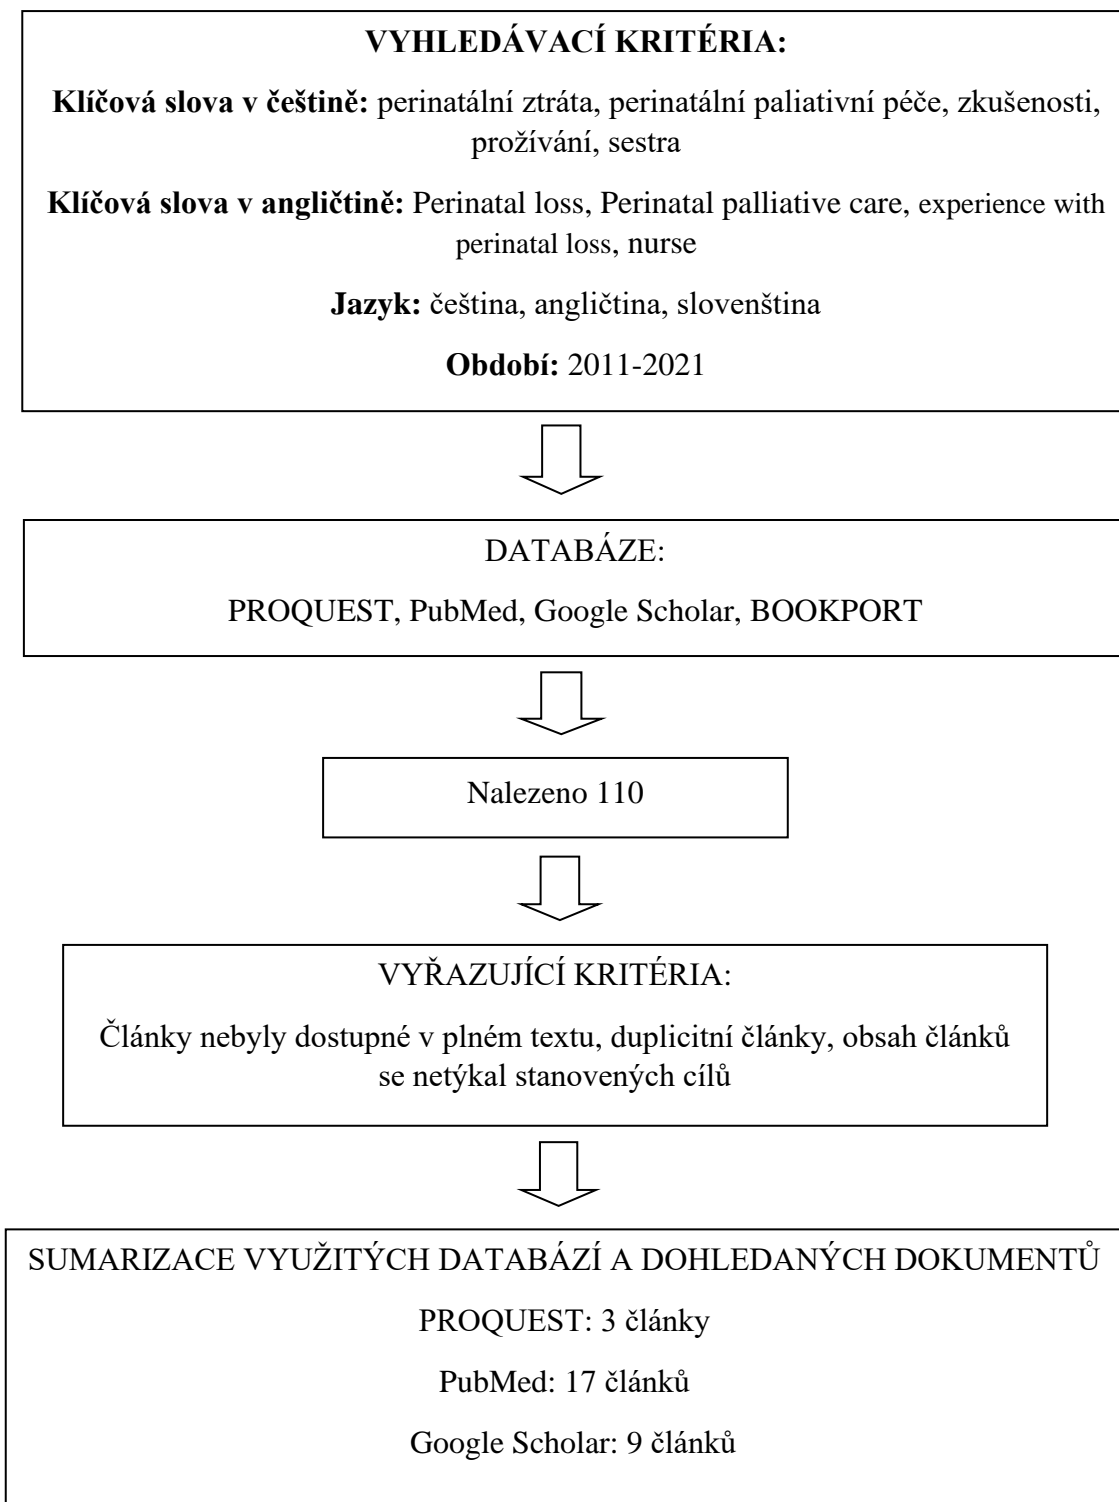 VYHLEDÁVACÍ KRITÉRIA:
Klíčová slova v češtině: perinatální ztráta, perinatální paliativní péče, zkušenosti,
prožívání, sestra
Klíčová slova v angličtině: Perinatal loss, Perinatal palliative care, experience with
perinatal loss, nurse
Jazyk: čeština, angličtina, slovenština
Období: 2011-2021
DATABÁZE:
PROQUEST, PubMed, Google Scholar, BOOKPORT
Nalezeno 110
VYŘAZUJÍCÍ KRITÉRIA:
Články nebyly dostupné v plném textu, duplicitní články, obsah článků
se netýkal stanovených cílů
SUMARIZACE VYUŽITÝCH DATABÁZÍ A DOHLEDANÝCH DOKUMENTŮ
PROQUEST: 3 články
PubMed: 17 článků
Google Scholar: 9 článků